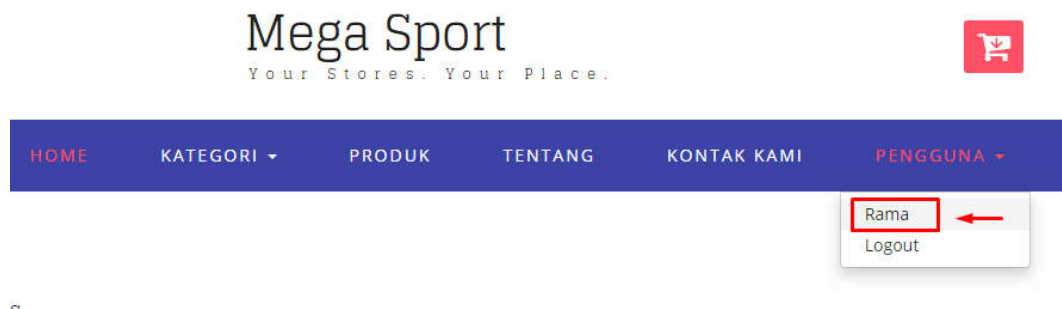 Mega Sport
Your Stores. Your Place.
HOME KATEGORI PRODUK TENTANG KONTAK KAMI PENGGUNA
Rama
Logout